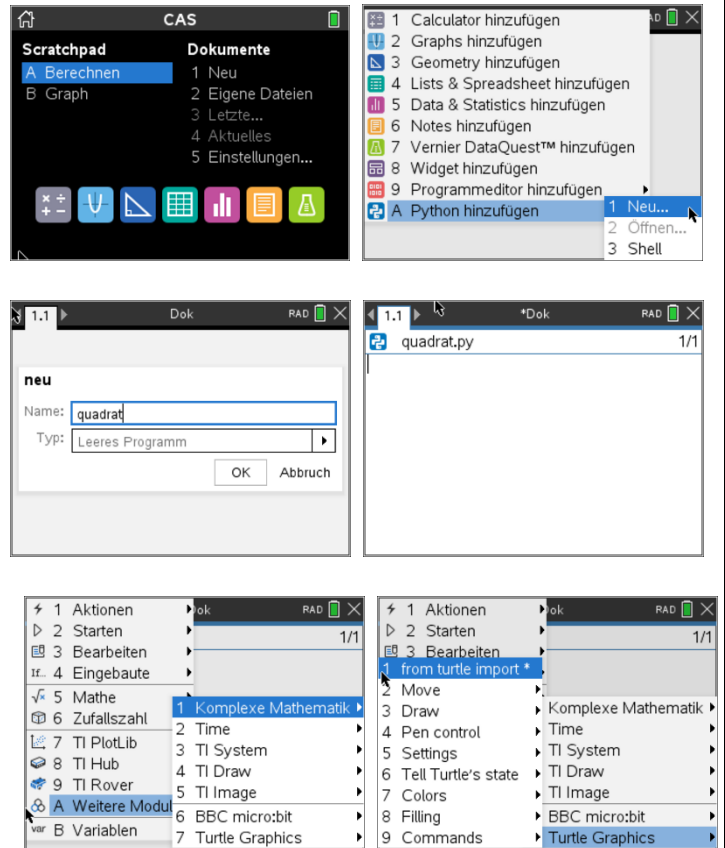 CAS
Scratchpad
A Berechnen
B Graph
Dokumente
1 Neu
2 Eigene Dateien
3 Letzte...
4 Aktuelles
5 Einstellungen...
1 Calculator hinzufügen
2 Graphs hinzufügen
3 Geometry hinzufügen
4 Lists & Spreadsheet hinzufügen
5 Data & Statistics hinzufügen
6 Notes hinzufügen
7 Vernier DataQuest™ hinzufügen
8 Widget hinzufügen
9 Programmeditor hinzufügen
A Python hinzufügen
1 Neu...
2 Öffnen...
3 Shell
1.1 Dok RAD
neu
Name: quadrat
Typ: Leeres Programm
OK Abbruch
1.1 *Dok RAD
quadrat.py 1/1
1 Aktionen
2 Starten
3 Bearbeiten
If... 4 Eingebaute
5 Mathe
6 Zufallszahl
7 TI PlotLib
8 TI Hub
9 TI Rover
A Weitere Modul
var B Variablen
ok RAD
1/1
1 Komplexe Mathematik
2 Time
3 TI System
4 TI Draw
5 TI Image
6 BBC micro:bit
7 Turtle Graphics
1 Aktionen
2 Starten
3 Bearbeiten
ok RAD
1/1
1 from turtle import *
2 Move
3 Draw
4 Pen control
5 Settings
6 Tell Turtle's state
7 Colors
8 Filling
9 Commands
Komplexe Mathematik
Time
TI System
TI Draw
TI Image
BBC micro:bit
Turtle Graphics